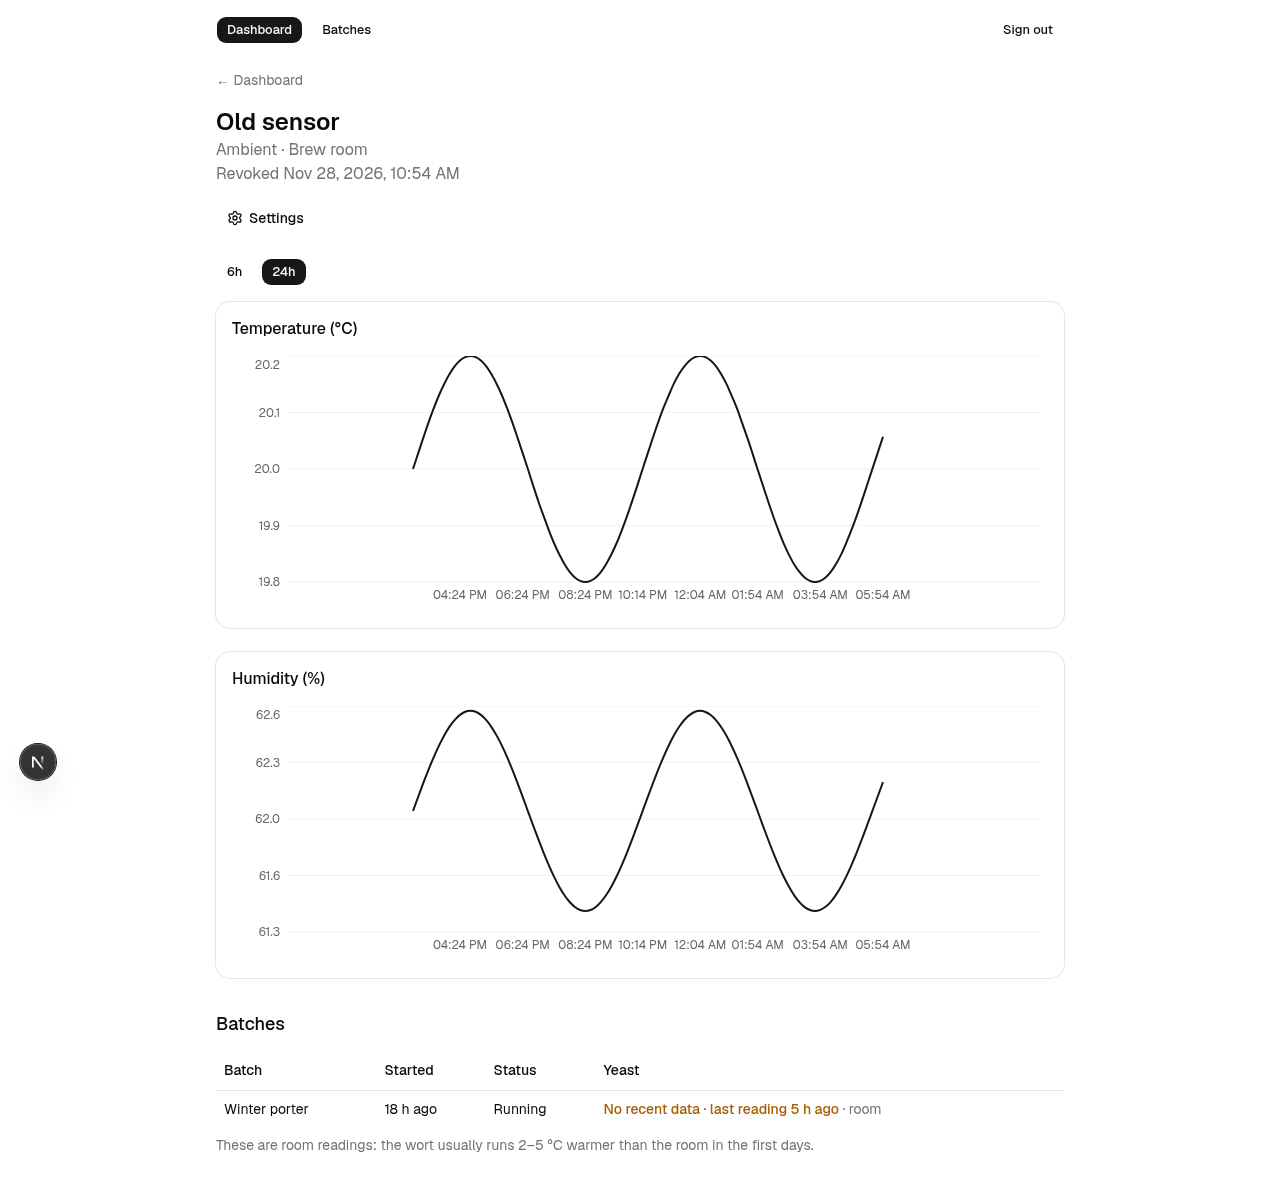 Dashboard Batches Sign out
← Dashboard
Old sensor
Ambient · Brew room
Revoked Nov 28, 2026, 10:54 AM
Settings
6h 24h
Temperature (°C)
20.2
20.1
20.0
19.9
19.8
04:24 PM 06:24 PM 08:24 PM 10:14 PM 12:04 AM 01:54 AM 03:54 AM 05:54 AM
Humidity (%)
62.6
62.3
62.0
61.6
61.3
04:24 PM 06:24 PM 08:24 PM 10:14 PM 12:04 AM 01:54 AM 03:54 AM 05:54 AM
N
Batches
Batch Started Status Yeast
Winter porter 18 h ago Running No recent data · last reading 5 h ago · room
These are room readings: the wort usually runs 2–5 °C warmer than the room in the first days.